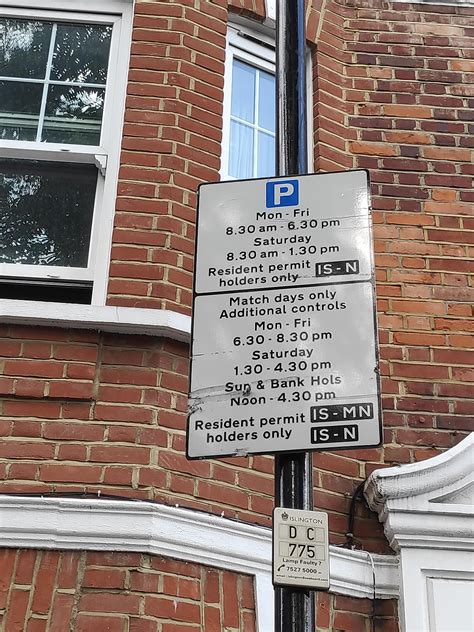 P
Mon - Fri
8.30 am - 6.30 pm
Saturday
8.30 am - 1.30 pm
Resident permit IS-N
holders only
Match days only
Additional controls
Mon - Fri
6.30 - 8.30 pm
Saturday
1.30 - 4.30 pm
Sun & Bank Hols
Noon - 4.30 pm
Resident permit IS-MN
holders only IS-N
ISLINGTON
D C
775
Lamp Faulty?
7527 5000